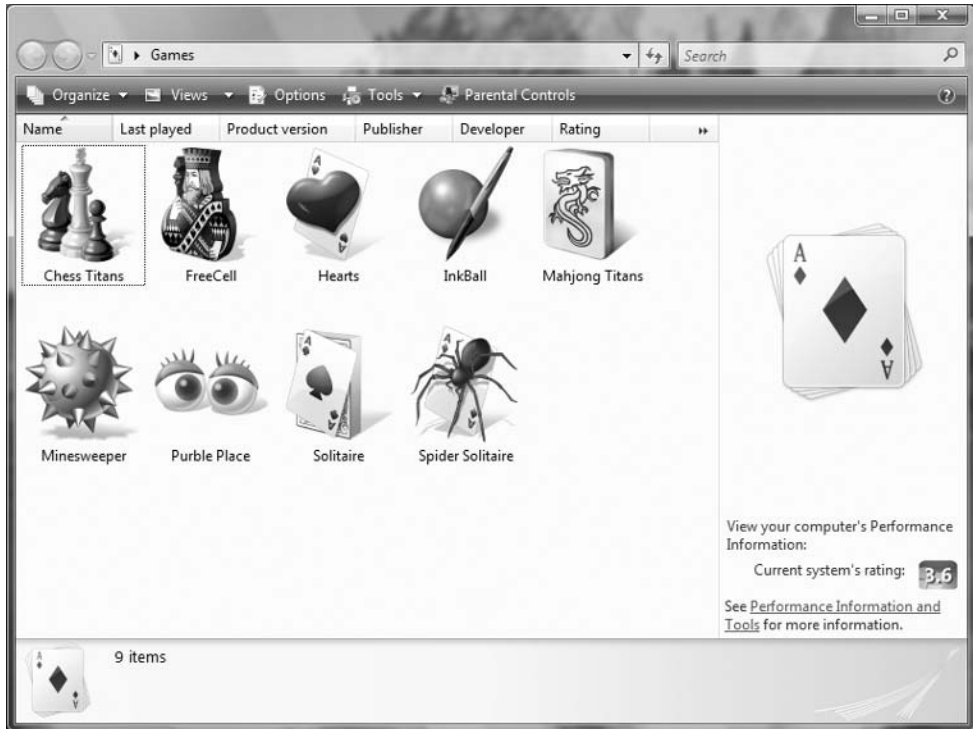 Games
Search
Organize Views Options Tools Parental Controls
Name Last played Product version Publisher Developer Rating
Chess Titans FreeCell Hearts InkBall Mahjong Titans
Minesweeper Purble Place Solitaire Spider Solitaire
A
A
View your computer's Performance
Information:
Current system's rating: 3.6
See Performance Information and
Tools for more information.
9 items